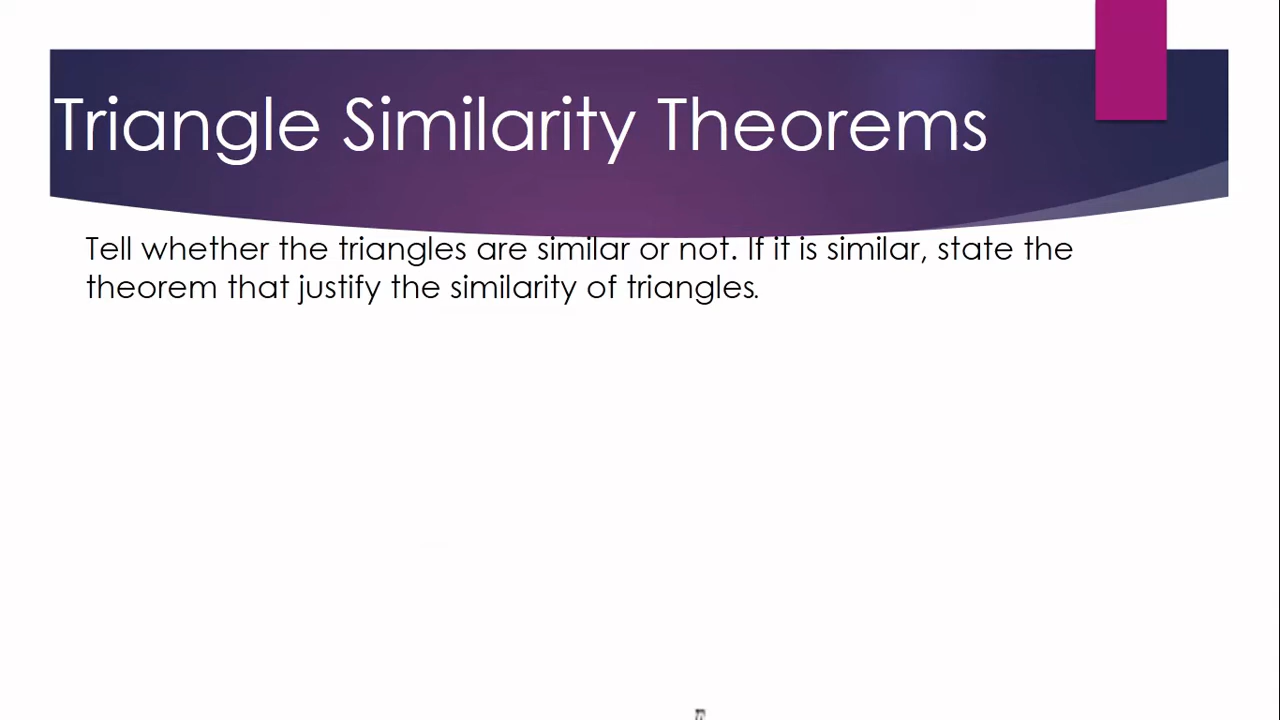 Triangle Similarity Theorems
Tell whether the triangles are similar or not. If it is similar, state the
theorem that justify the similarity of triangles.